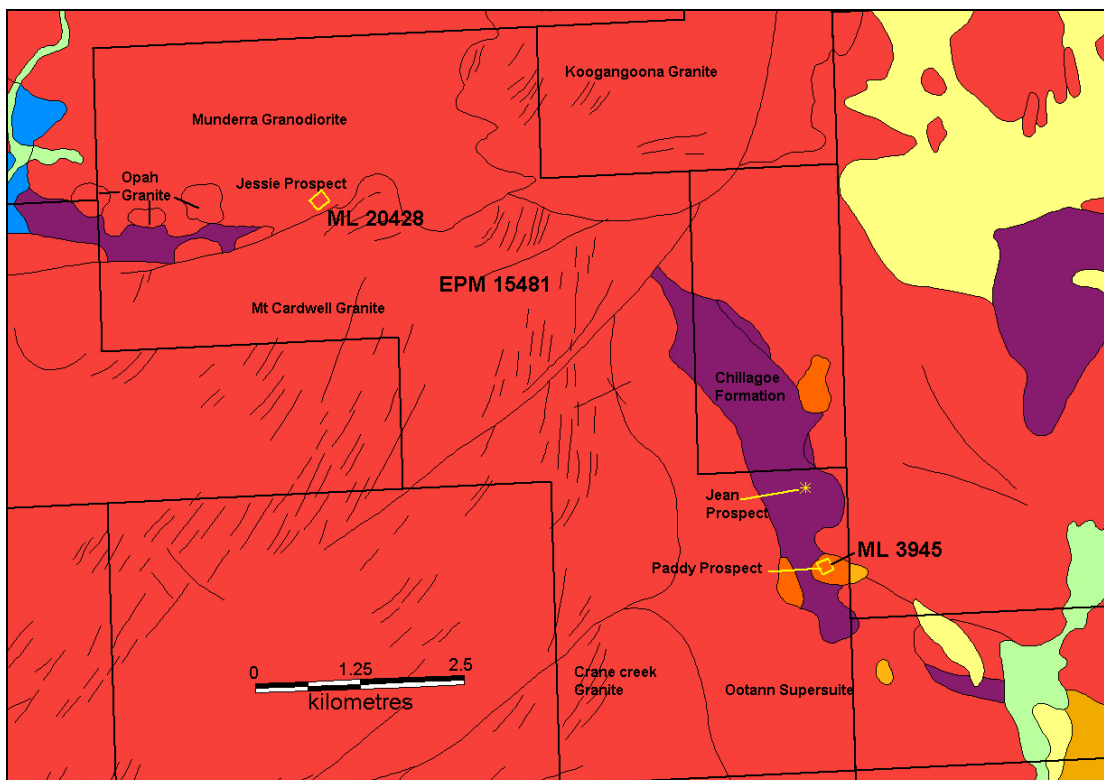 Koogangoona Granite
Munderra Granodiorite
Opah
Granite
Jessie Prospect
ML 20428
EPM 15481
Mt Cardwell Granite
Chillagoe
Formation
Jean
Prospect
ML 3945
Paddy Prospect
0 1.25 2.5
kilometres
Crane creek
Granite
Ootann Supersuite